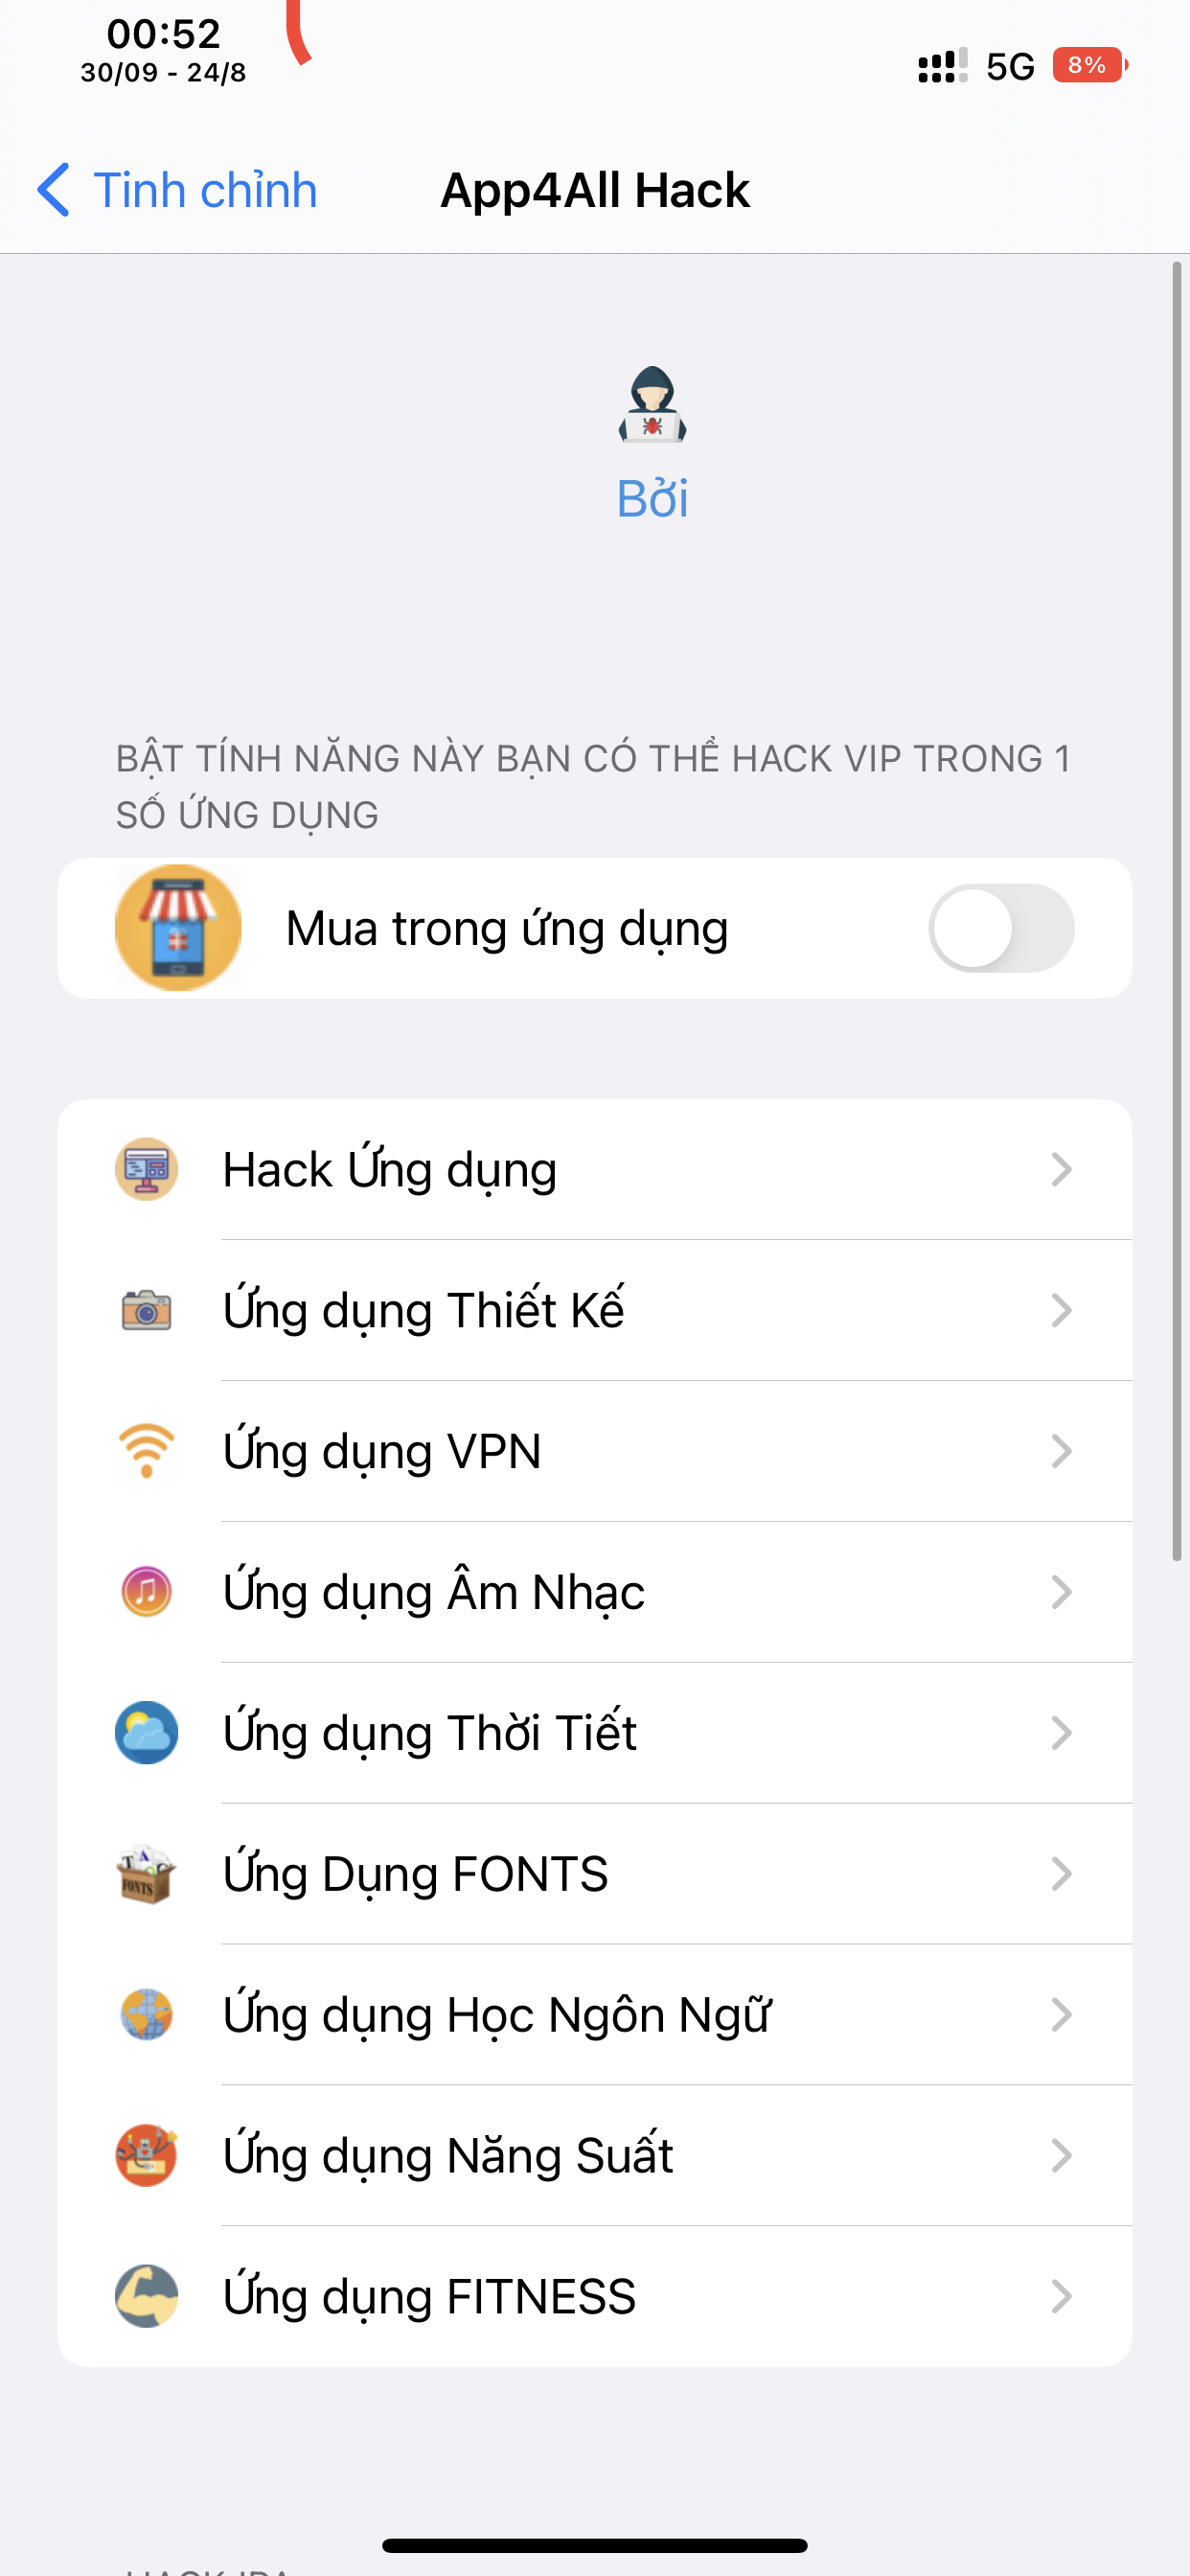 00:52
30/09 - 24/8
5G
8%
Tinh chỉnh
App4All Hack
Bởi
BẬT TÍNH NĂNG NÀY BẠN CÓ THỂ HACK VIP TRONG 1
SỐ ỨNG DỤNG
Mua trong ứng dụng
Hack Ứng dụng
Ứng dụng Thiết Kế
Ứng dụng VPN
Ứng dụng Âm Nhạc
Ứng dụng Thời Tiết
FONTS
Ứng Dụng FONTS
Ứng dụng Học Ngôn Ngữ
Ứng dụng Năng Suất
Ứng dụng FITNESS